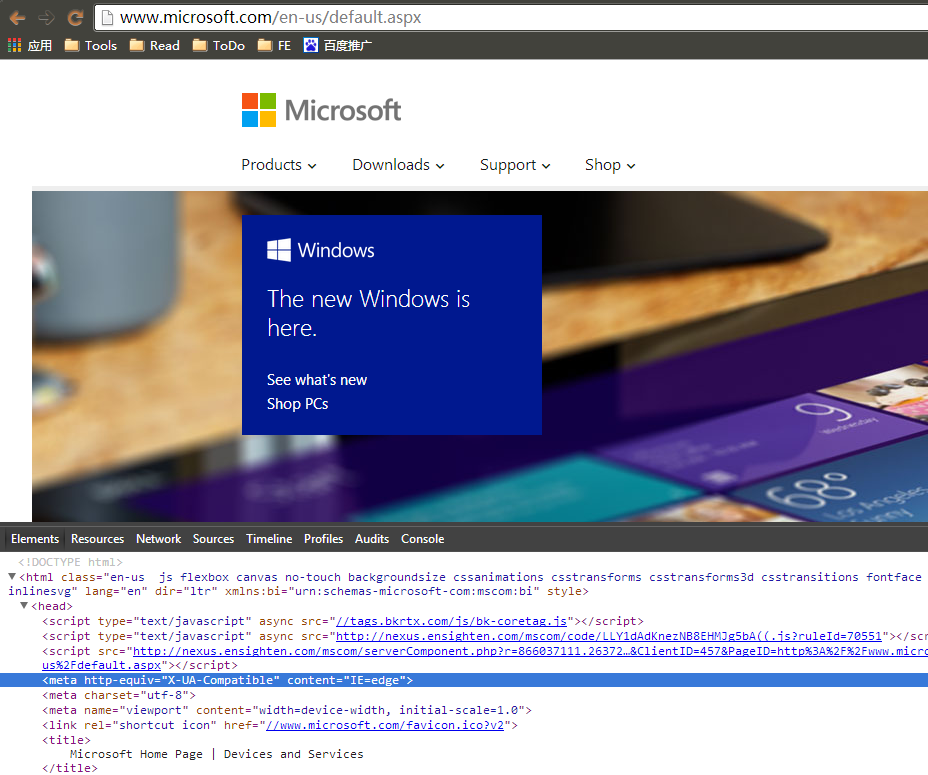 www.microsoft.com/en-us/default.aspx
应用 Tools Read ToDo FE 百度推广
Microsoft
Products Downloads Support Shop
Windows
The new Windows is
here.
See what's new
Shop PCs
9
Wednesday
68°
Los Angeles
Sunny
Elements Resources Network Sources Timeline Profiles Audits Console
<!DOCTYPE html>
▼<html class="en-us  js flexbox canvas no-touch backgroundsize cssanimations csstransforms csstransforms3d csstransitions fontface
inlinesvg" lang="en" dir="ltr" xmlns:bi="urn:schemas-microsoft-com:mscom:bi" style>
▼<head>
<script type="text/javascript" async src="//tags.bkrtx.com/js/bk-coretag.js"></script>
<script type="text/javascript" async src="http://nexus.ensighten.com/mscom/code/LLY1dAdKnezNB8EHMJg5bA((.js?ruleId=70551"></scr
<script src="http://nexus.ensighten.com/mscom/serverComponent.php?r=866037111.26372…&ClientID=457&PageID=http%3A%2F%2Fwww.micro
us%2Fdefault.aspx"></script>
<meta http-equiv="X-UA-Compatible" content="IE=edge">
<meta charset="utf-8">
<meta name="viewport" content="width=device-width, initial-scale=1.0">
<link rel="shortcut icon" href="//www.microsoft.com/favicon.ico?v2">
<title>
Microsoft Home Page | Devices and Services
</title>